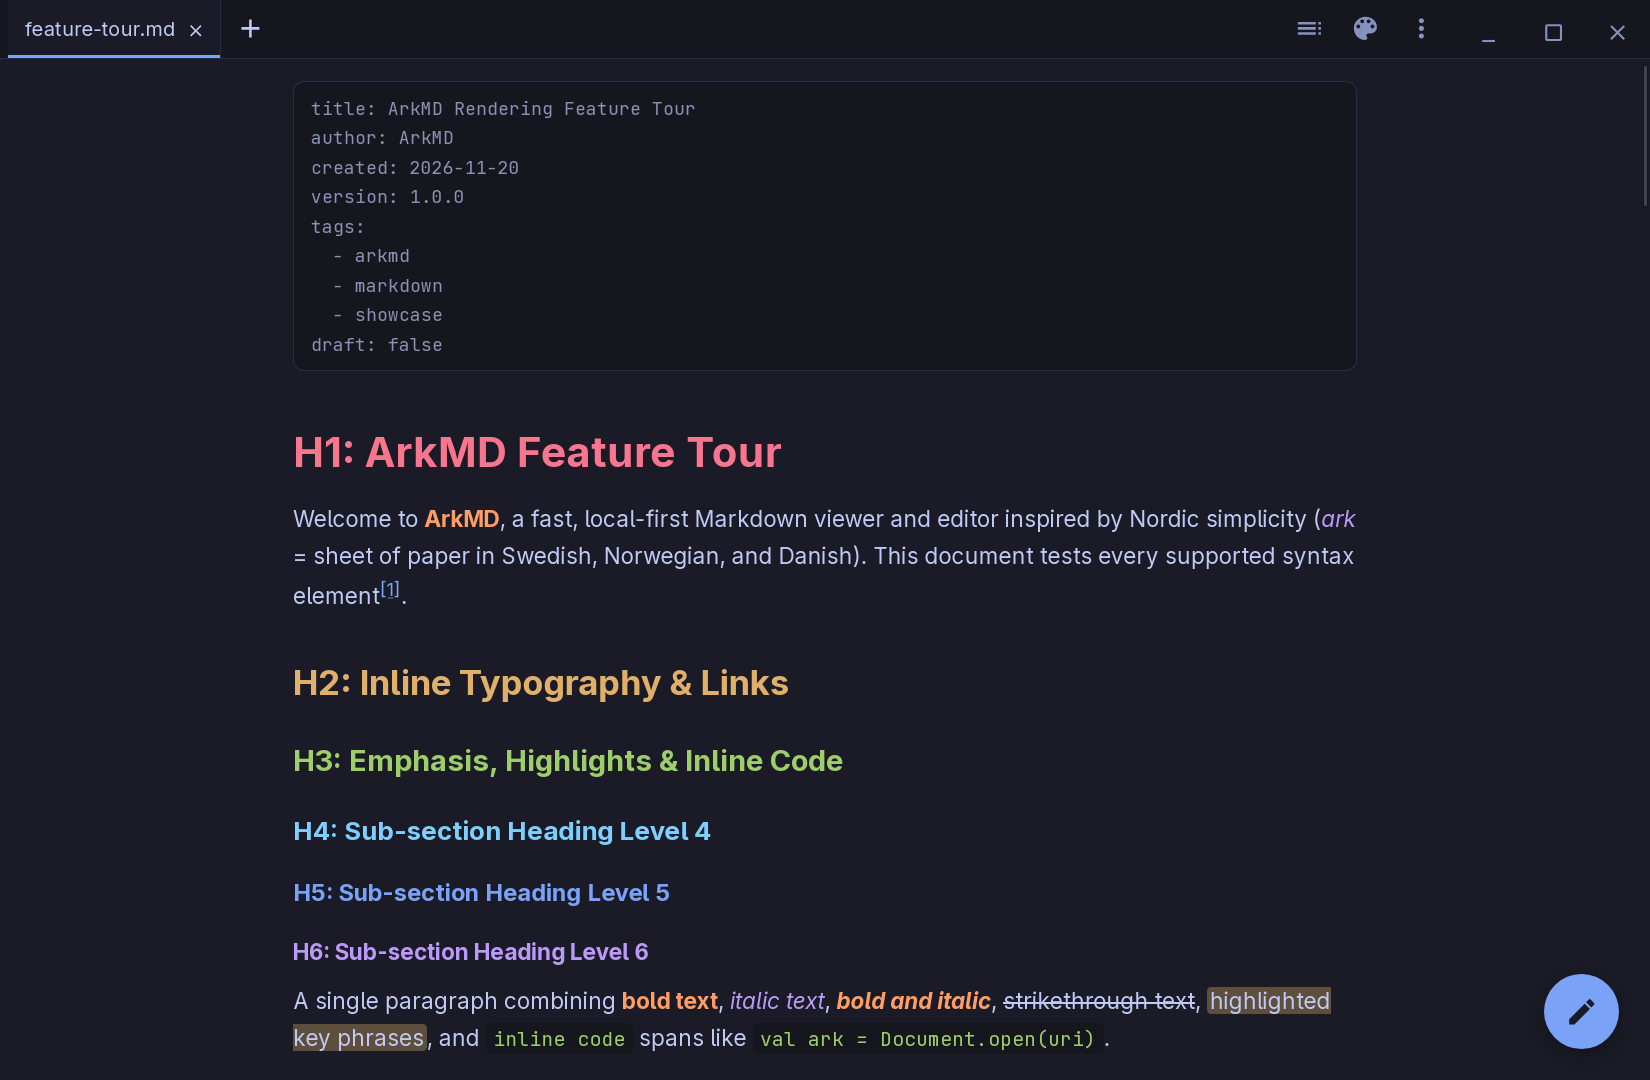 feature-tour.md
title: ArkMD Rendering Feature Tour
author: ArkMD
created: 2026-11-20
version: 1.0.0
tags:
  - arkmd
  - markdown
  - showcase
draft: false
H1: ArkMD Feature Tour
Welcome to ArkMD, a fast, local-first Markdown viewer and editor inspired by Nordic simplicity (ark
= sheet of paper in Swedish, Norwegian, and Danish). This document tests every supported syntax
element[1].
H2: Inline Typography & Links
H3: Emphasis, Highlights & Inline Code
H4: Sub-section Heading Level 4
H5: Sub-section Heading Level 5
H6: Sub-section Heading Level 6
A single paragraph combining bold text, italic text, bold and italic, strikethrough text, highlighted
key phrases, and inline code spans like val ark = Document.open(uri).